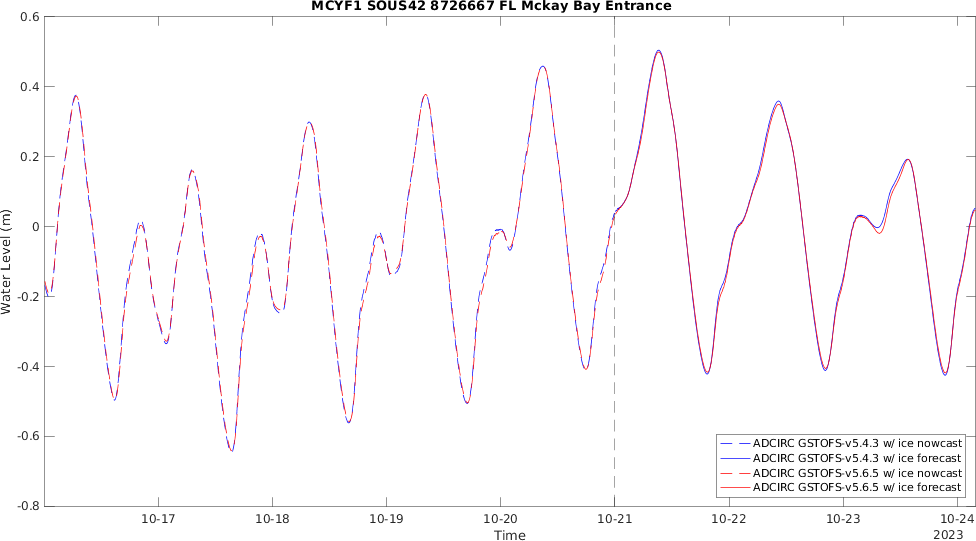 MCYF1 SOUS42 8726667 FL Mckay Bay Entrance
0.6
0.4
0.2
0
-0.2
-0.4
-0.6
-0.8
Water Level (m)
ADCIRC GSTOFS-v5.4.3 w/ ice nowcast
ADCIRC GSTOFS-v5.4.3 w/ ice forecast
ADCIRC GSTOFS-v5.6.5 w/ ice nowcast
ADCIRC GSTOFS-v5.6.5 w/ ice forecast
10-17 10-18 10-19 10-20 10-21 10-22 10-23 10-24
Time
2023